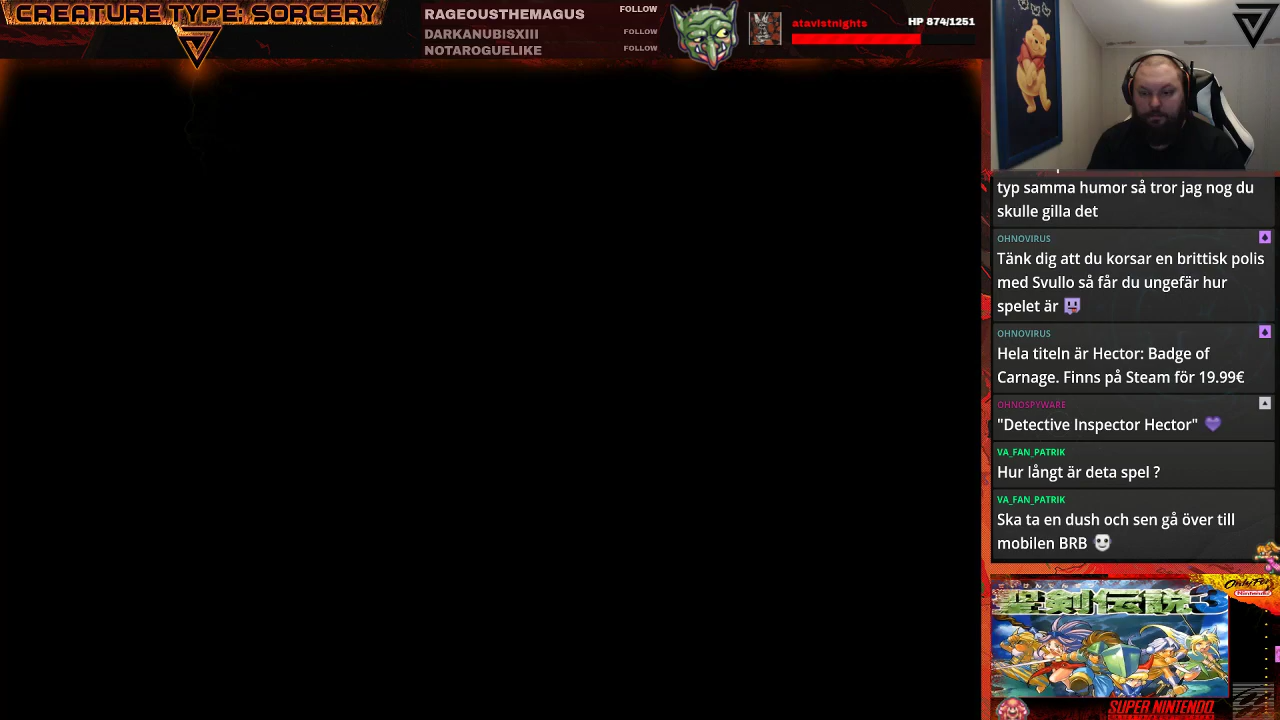 CREATURE TYPE: SORCERY
RAGEOUSTHEMAGUS FOLLOW
DARKANUBISXIII FOLLOW
NOTAROGUELIKE FOLLOW
atavistnights HP 874/1251
typ samma humor så tror jag nog du
skulle gilla det
OHNOVIRUS
Tänk dig att du korsar en brittisk polis
med Svullo så får du ungefär hur
spelet är
OHNOVIRUS
Hela titeln är Hector: Badge of
Carnage. Finns på Steam för 19.99€
OHNOSPYWARE
"Detective Inspector Hector"
VA_FAN_PATRIK
Hur långt är deta spel ?
VA_FAN_PATRIK
Ska ta en dush och sen gå över till
mobilen BRB
Only For
Nintendo
聖剣伝説3
SUPER NINTENDO